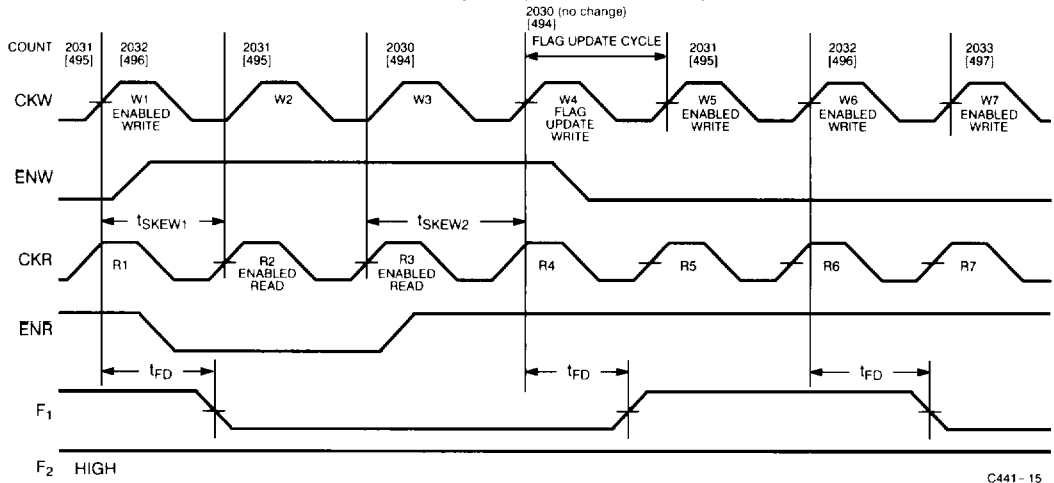 2030 (no change)
[494]
COUNT 2031 2032 2031 2030 FLAG UPDATE CYCLE 2031 2032 2033
[495] [496] [495] [494] [495] [496] [497]
CKW W1 W2 W3 W4 W5 W6 W7
ENABLED FLAG ENABLED ENABLED ENABLED
WRITE UPDATE WRITE WRITE WRITE
WRITE
ENW
tSKEW1 tSKEW2
CKR R1 R2 R3 R4 R5 R6 R7
ENABLED ENABLED
READ READ
ENR
tFD tFD tFD
F1
F2 HIGH
C441-15